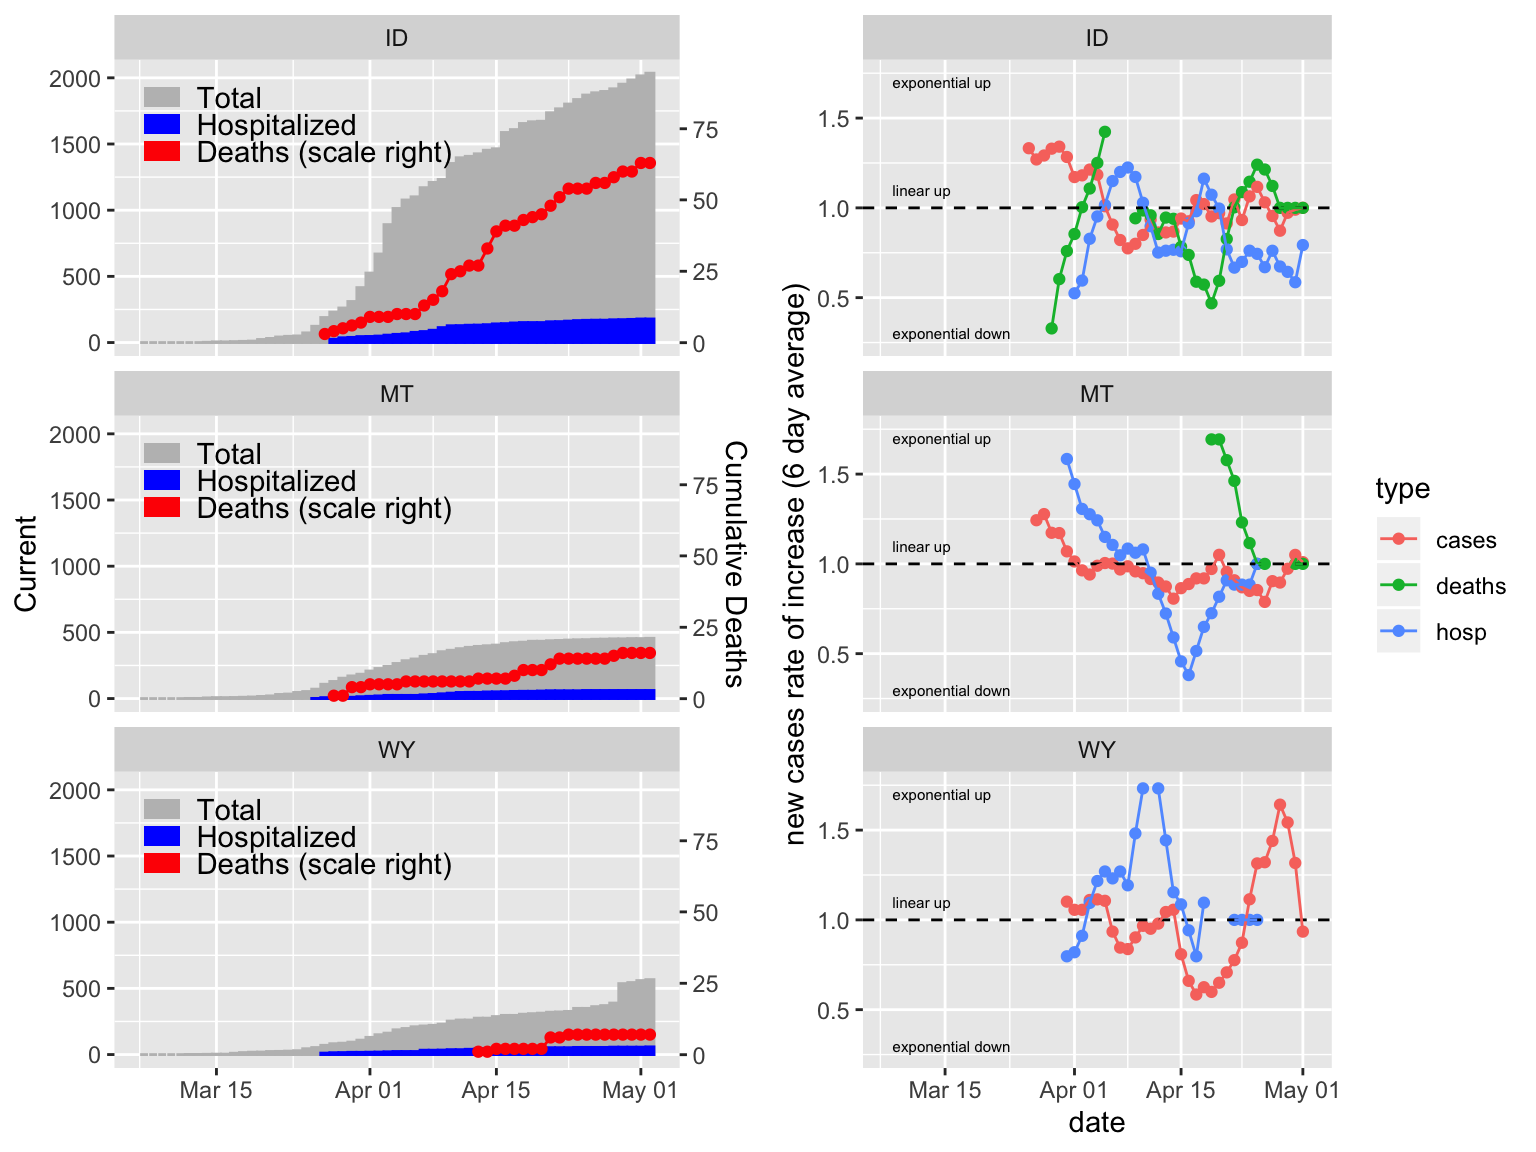 ID
2000
1500
1000
500
0
Total
Hospitalized
Deaths (scale right)
75
50
25
0
MT
2000
1500
1000
500
0
Total
Hospitalized
Deaths (scale right)
75
50
25
0
WY
2000
1500
1000
500
0
Total
Hospitalized
Deaths (scale right)
75
50
25
0
Mar 15
Apr 01
Apr 15
May 01
Current
Cumulative Deaths
ID
1.5
1.0
0.5
exponential up
linear up
exponential down
MT
1.5
1.0
0.5
exponential up
linear up
exponential down
WY
1.5
1.0
0.5
exponential up
linear up
exponential down
Mar 15
Apr 01
Apr 15
May 01
date
new cases rate of increase (6 day average)
type
cases
deaths
hosp